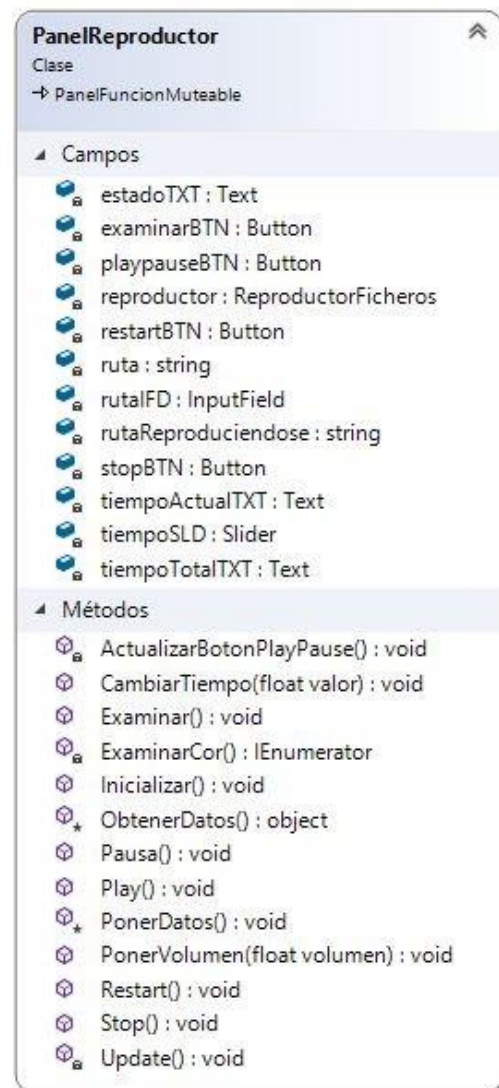 PanelReproductor
Clase
PanelFuncionMuteable
Campos
estadoTXT : Text
examinarBTN : Button
playpauseBTN : Button
reproductor : ReproductorFicheros
restartBTN : Button
ruta : string
rutaIFD : InputField
rutaReproduciendose : string
stopBTN : Button
tiempoActualTXT : Text
tiempoSLD : Slider
tiempoTotalTXT : Text
Métodos
ActualizarBotonPlayPause() : void
CambiarTiempo(float valor) : void
Examinar() : void
ExaminarCor() : IEnumerator
Inicializar() : void
ObtenerDatos() : object
Pausa() : void
Play() : void
PonerDatos() : void
PonerVolumen(float volumen) : void
Restart() : void
Stop() : void
Update() : void